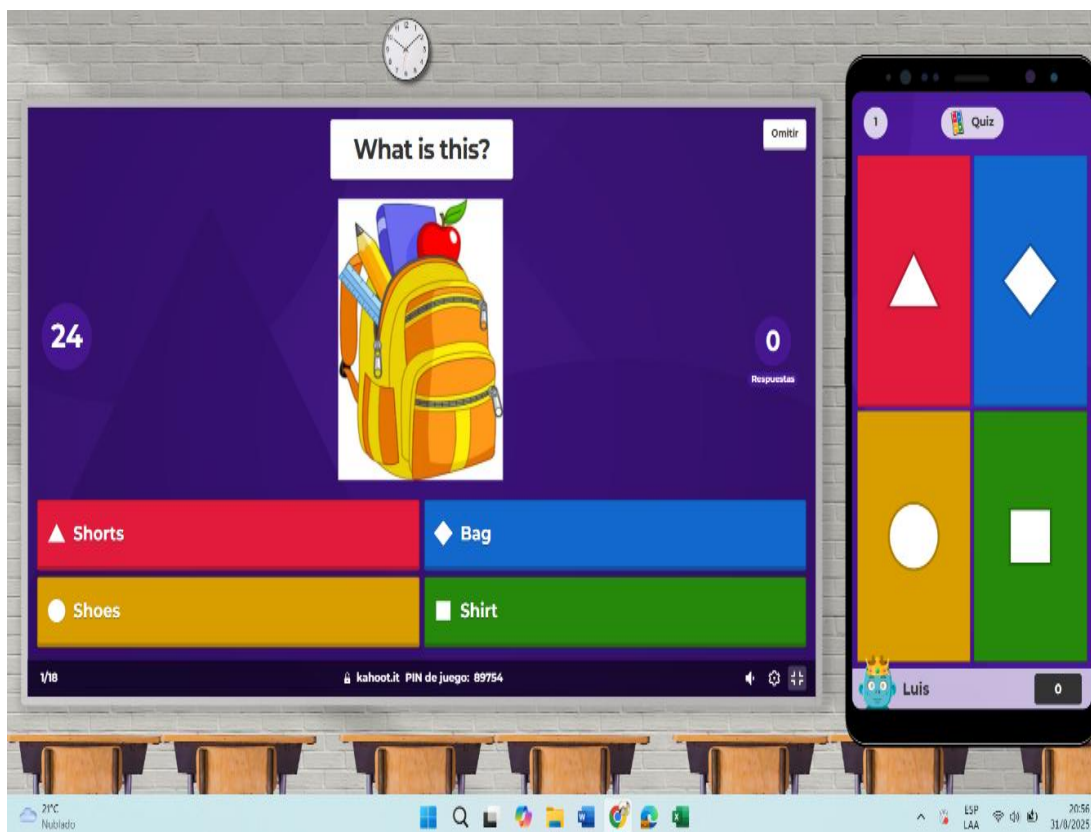 What is this?
Omitir
24
0
Respuestas
Shorts
Bag
Shoes
Shirt
1/18
kahoot.it PIN de juego: 89754
1
Quiz
Luis
0
21°C
Nublado
ESP
LAA
20:56
31/8/2025